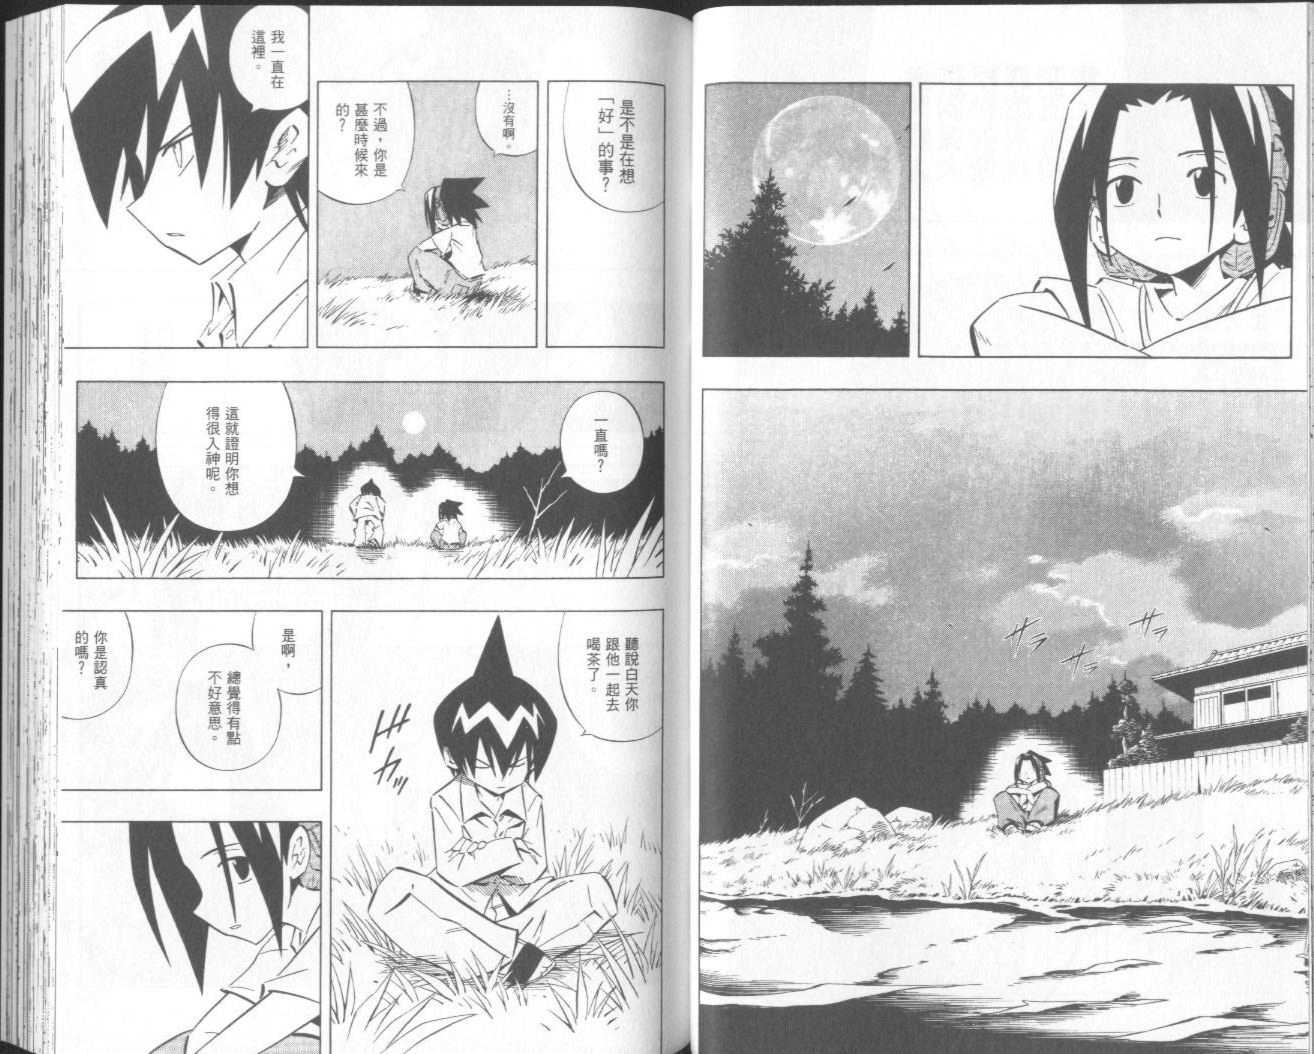 ザラ
ザラ
ザラ
是不是在想
「好」的事?
…沒有啊。
不過,你是
甚麼時候來
的?
我一直在
這裡。
一直嗎?
這就證明你想
得很入神呢。
聽說白天你
跟他一起去
喝茶了。
是啊,
總覺得有點
不好意思。
你是認真
的嗎?